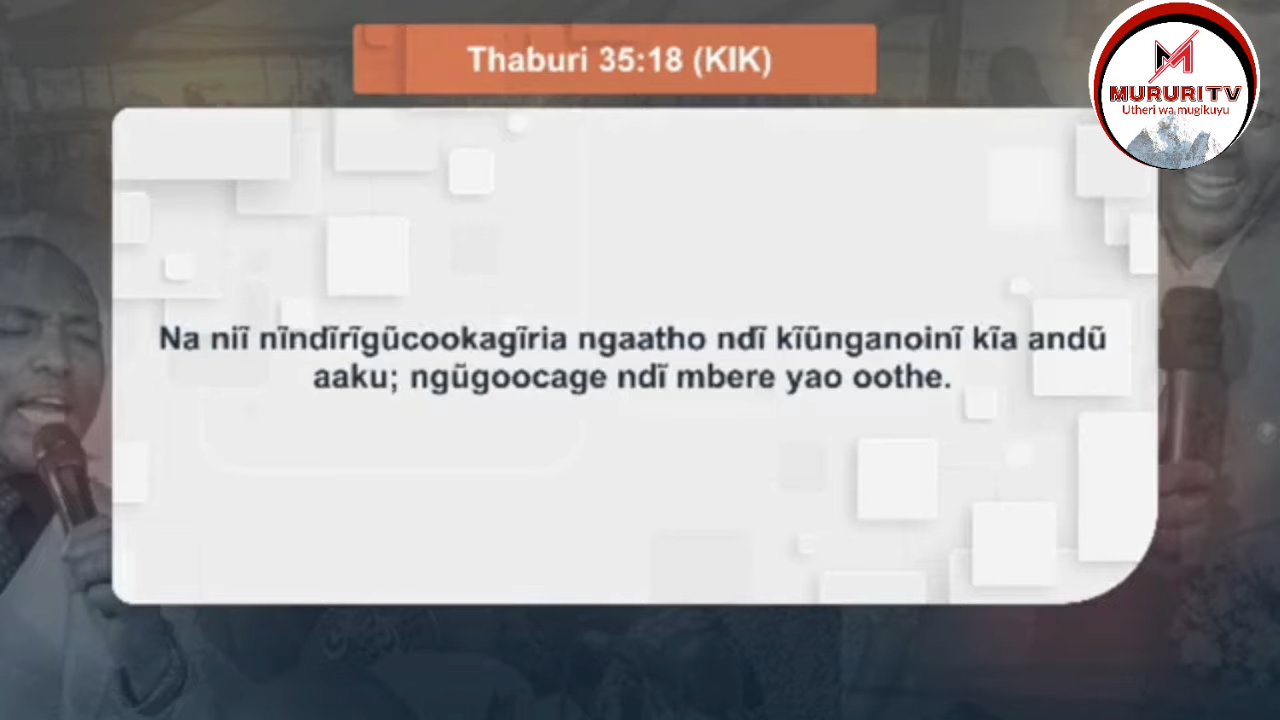 Thaburi 35:18 (KIK)
MURURI TV
Utheri wa mugikuyu
Na niĩ nĩndĩrĩgũcookagĩria ngaatho ndĩ kĩũnganoinĩ kĩa andũ
aaku; ngũgoocage ndĩ mbere yao oothe.